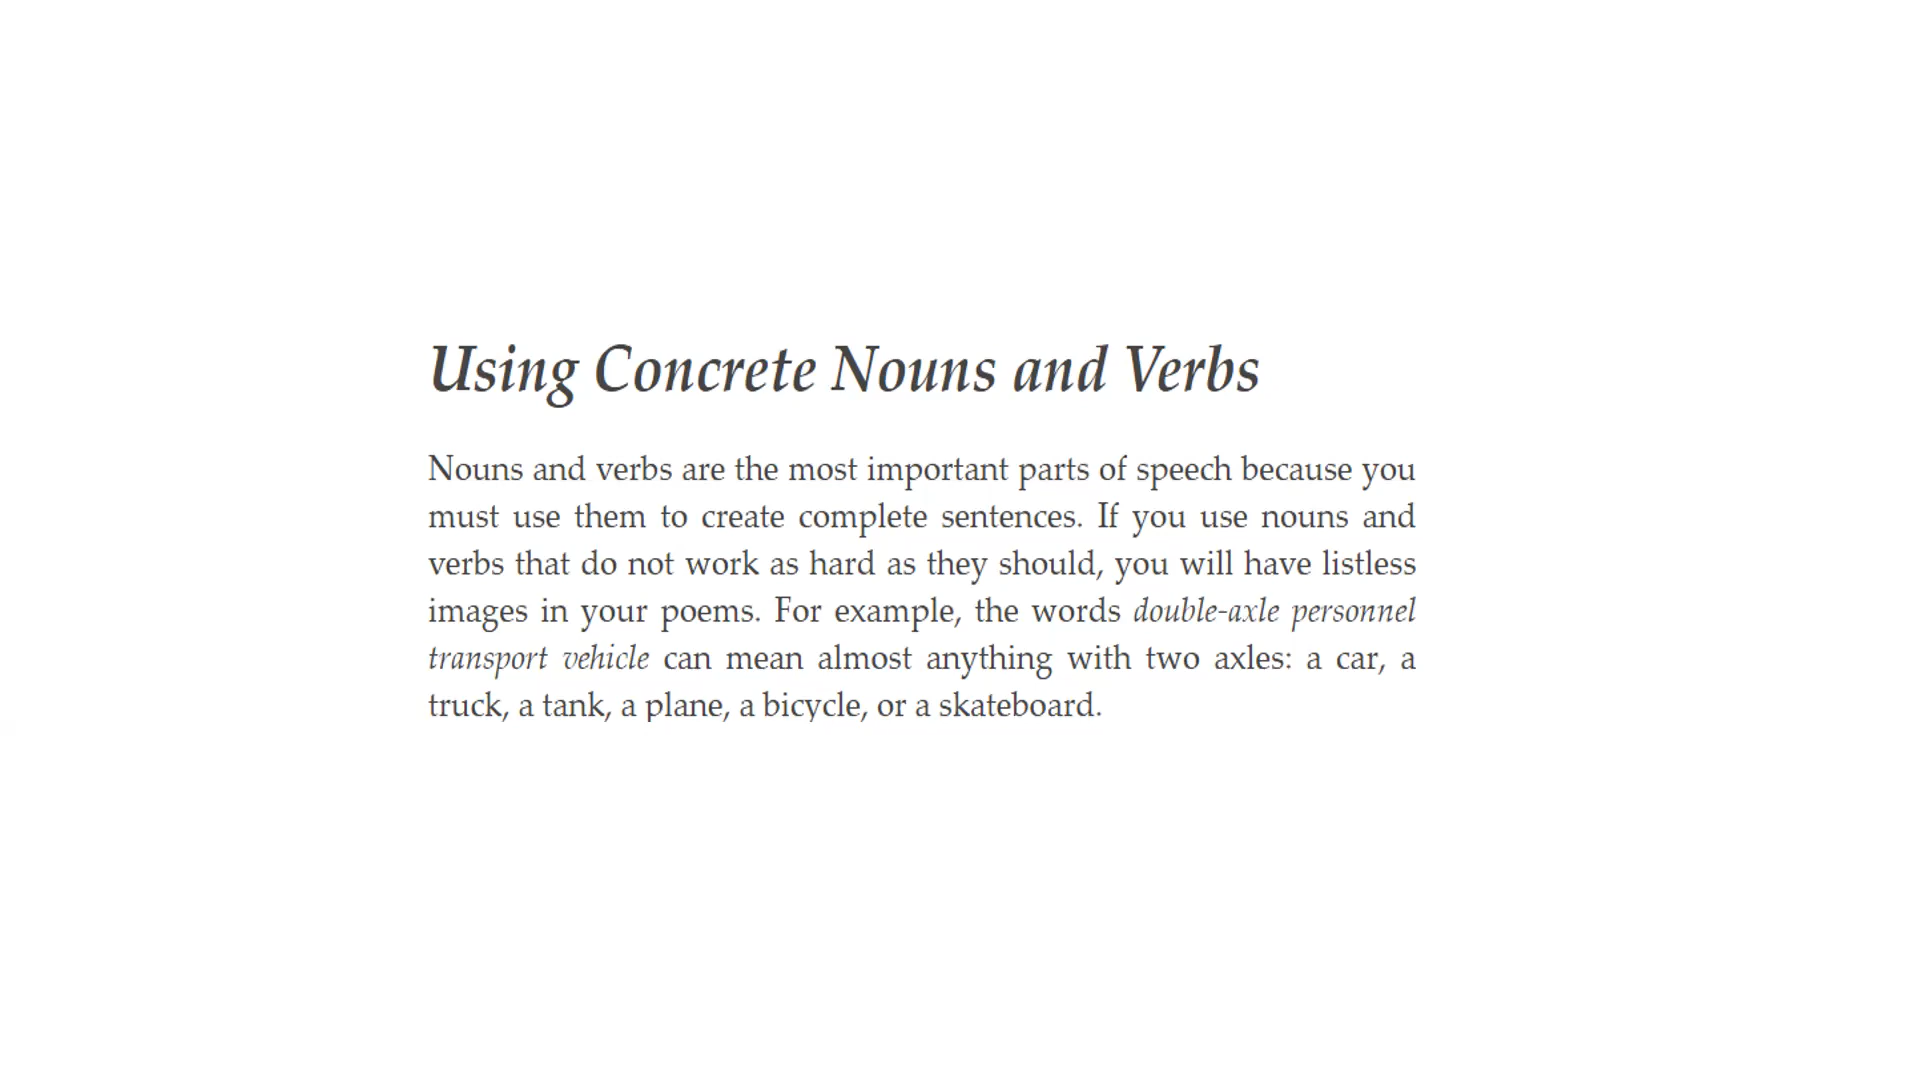 Using Concrete Nouns and Verbs
Nouns and verbs are the most important parts of speech because you
must use them to create complete sentences. If you use nouns and
verbs that do not work as hard as they should, you will have listless
images in your poems. For example, the words double-axle personnel
transport vehicle can mean almost anything with two axles: a car, a
truck, a tank, a plane, a bicycle, or a skateboard.